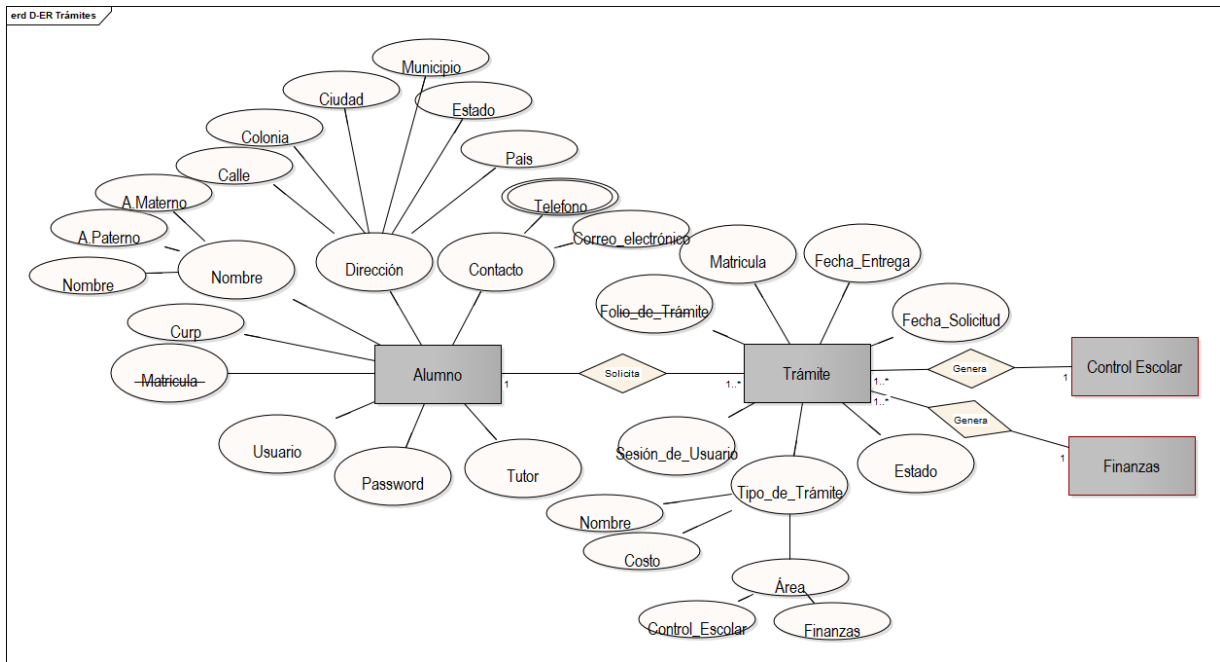 erd D-ER Trámites
Municipio
Ciudad
Estado
Colonia
Pais
Calle
A.Materno
Telefono
A.Paterno
Correo_electrónico
Nombre
Nombre
Dirección
Contacto
Matricula
Fecha_Entrega
Folio_de_Trámite
Fecha_Solicitud
Curp
Matricula
Alumno
1
Solicita
1..*
Trámite
1..*
1..*
Genera
1
Control Escolar
Genera
1
Finanzas
Usuario
Password
Tutor
Sesión_de_Usuario
Tipo_de_Trámite
Estado
Nombre
Costo
Área
Control_Escolar
Finanzas